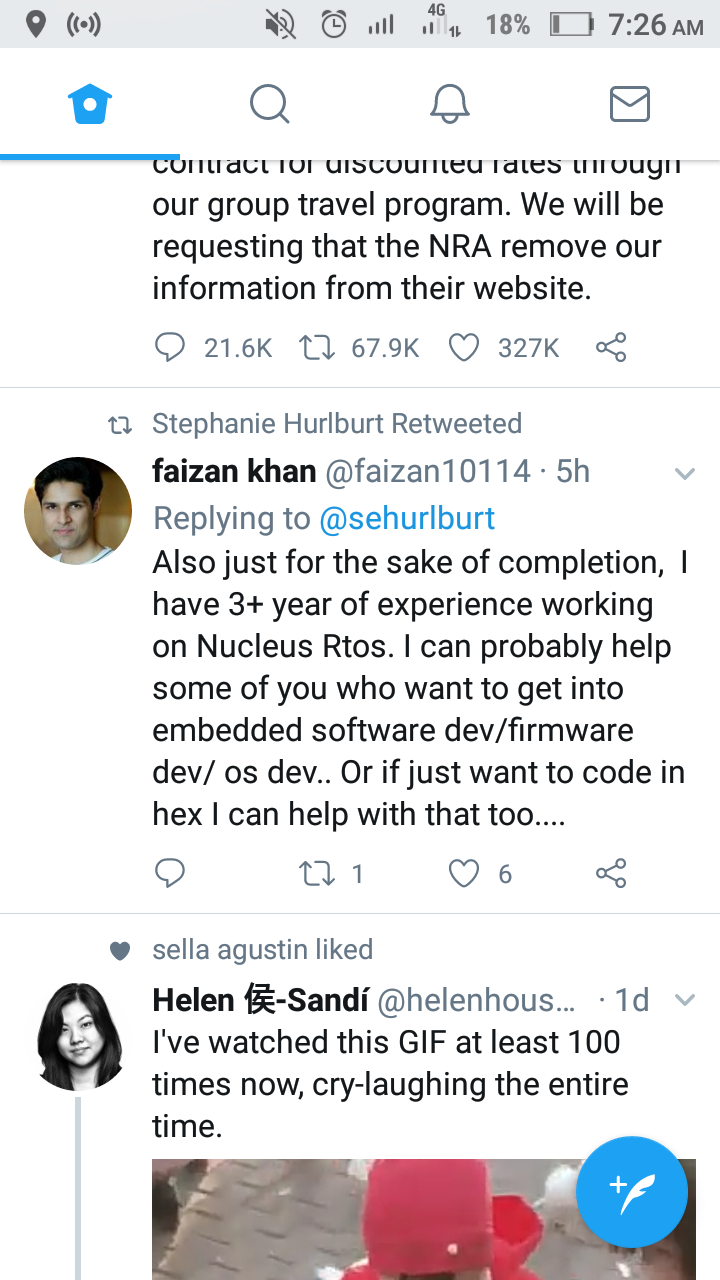 4G
18%
7:26 AM
contract for discounted rates through
our group travel program. We will be
requesting that the NRA remove our
information from their website.
21.6K 67.9K 327K
Stephanie Hurlburt Retweeted
faizan khan @faizan10114 · 5h
Replying to @sehurlburt
Also just for the sake of completion, I
have 3+ year of experience working
on Nucleus Rtos. I can probably help
some of you who want to get into
embedded software dev/firmware
dev/ os dev.. Or if just want to code in
hex I can help with that too....
1 6
sella agustin liked
Helen 侯-Sandí @helenhous... · 1d
I've watched this GIF at least 100
times now, cry-laughing the entire
time.